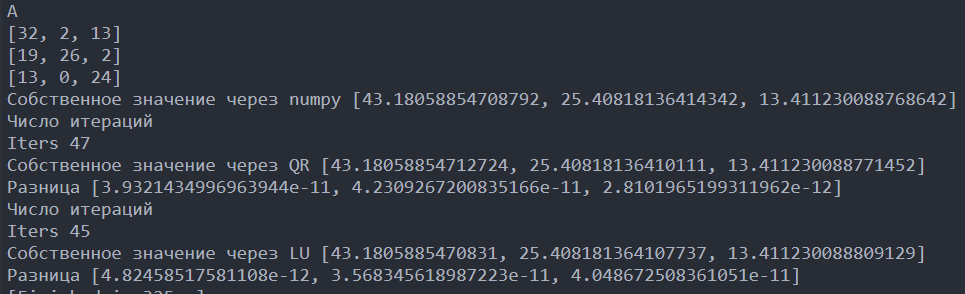 A
[32, 2, 13]
[19, 26, 2]
[13, 0, 24]
Собственное значение через numpy [43.18058854708792, 25.40818136414342, 13.411230088768642]
Число итераций
Iters 47
Собственное значение через QR [43.18058854712724, 25.40818136410111, 13.411230088771452]
Разница [3.9321434996963944e-11, 4.2309267200835166e-11, 2.8101965199311962e-12]
Число итераций
Iters 45
Собственное значение через LU [43.1805885470831, 25.408181364107737, 13.411230088809129]
Разница [4.82458517581108e-12, 3.568345618987223e-11, 4.048672508361051e-11]